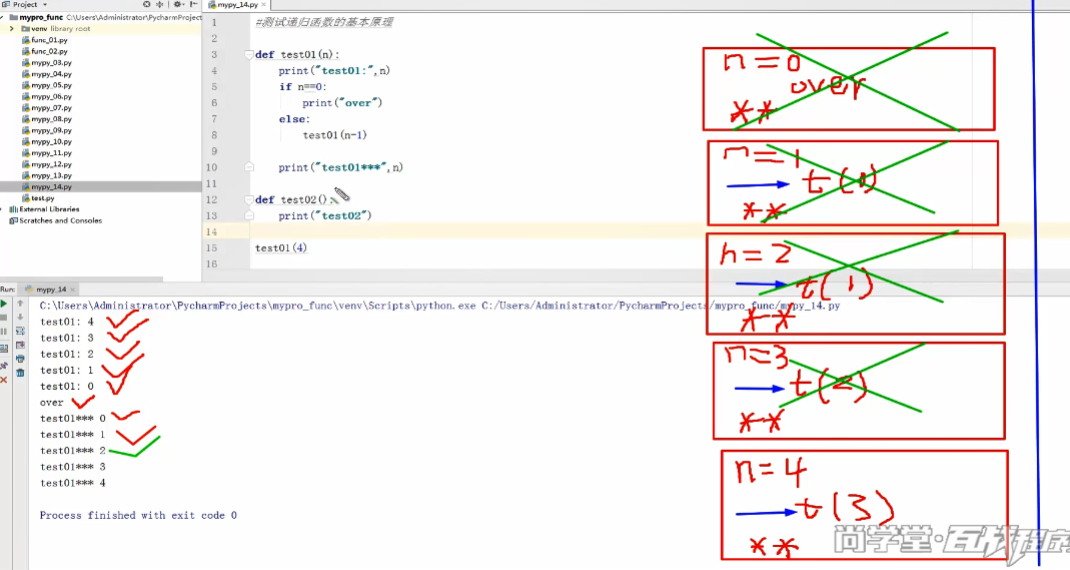 Project
mypy_14.py
mypro_func C:\Users\Administrator\PycharmProject
venv library root
func_01.py
func_02.py
mypy_03.py
mypy_04.py
mypy_05.py
mypy_06.py
mypy_07.py
mypy_08.py
mypy_09.py
mypy_10.py
mypy_11.py
mypy_12.py
mypy_13.py
mypy_14.py
test.py
External Libraries
Scratches and Consoles
1 #测试递归函数的基本原理
2
3 def test01(n):
4 print("test01:",n)
5 if n==0:
6 print("over")
7 else:
8 test01(n-1)
9
10 print("test01***",n)
11
12 def test02():
13 print("test02")
14
15 test01(4)
16
n=0
over
**
n=1
t(0)
**
n=2
t(1)
**
n=3
t(2)
**
n=4
t(3)
**
Run: mypy_14
C:\Users\Administrator\PycharmProjects\mypro_func\venv\Scripts\python.exe C:/Users/Administrator/PycharmProjects/mypro_func/mypy_14.py
test01: 4
test01: 3
test01: 2
test01: 1
test01: 0
over
test01*** 0
test01*** 1
test01*** 2
test01*** 3
test01*** 4
Process finished with exit code 0
尚学堂·百战程序